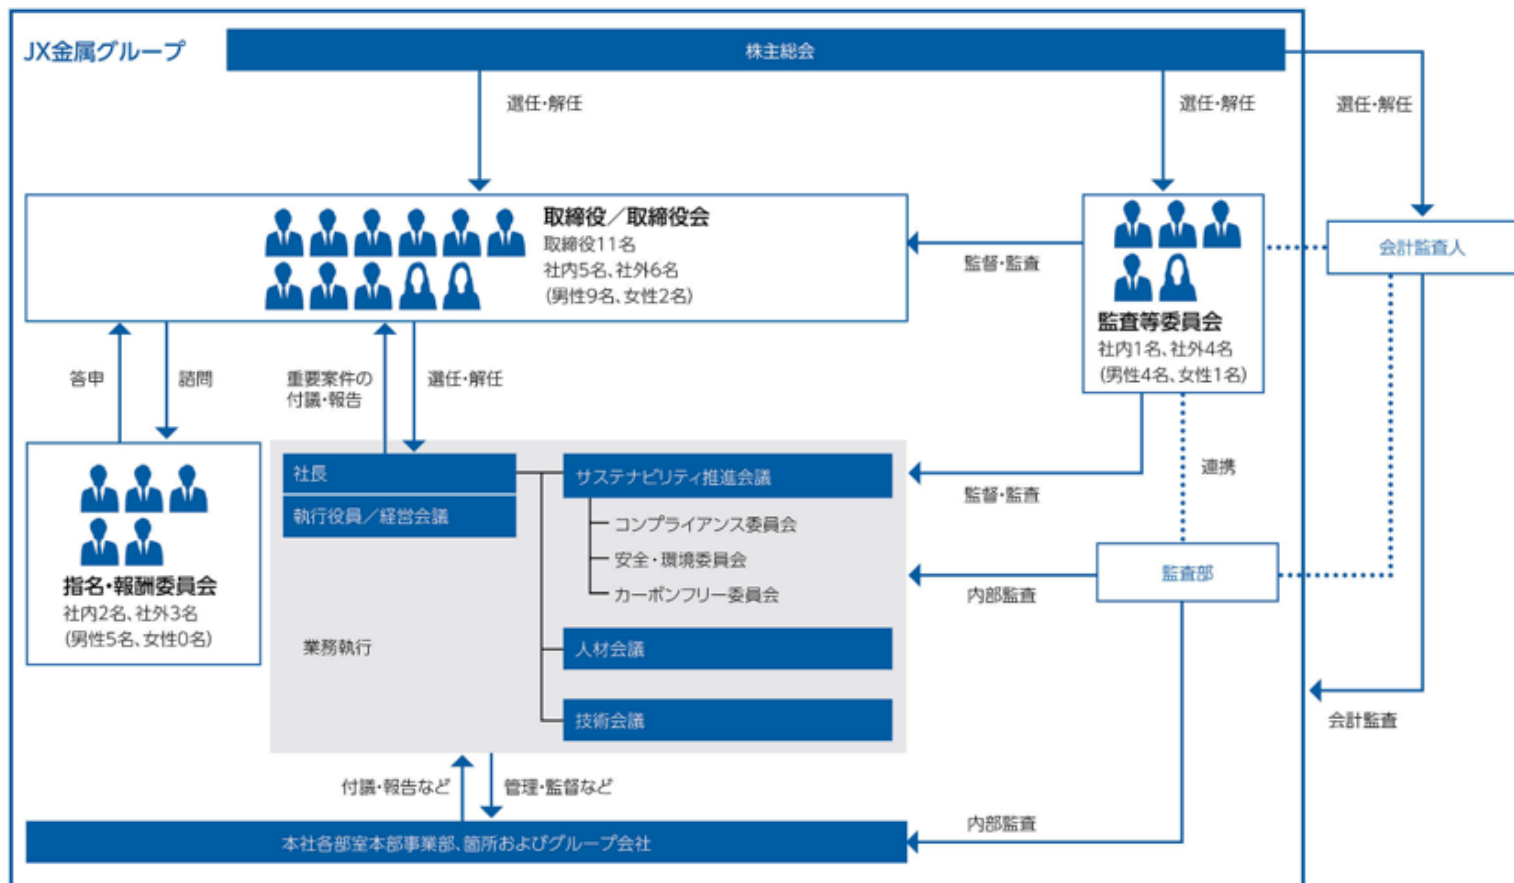 JX金属グループ
株主総会
選任・解任
選任・解任
選任・解任
取締役／取締役会
取締役11名
社内5名、社外6名
(男性9名、女性2名)
監督・監査
会計監査人
監査等委員会
社内1名、社外4名
(男性4名、女性1名)
答申
諮問
重要案件の
付議・報告
選任・解任
連携
社長
執行役員／経営会議
サステナビリティ推進会議
コンプライアンス委員会
安全・環境委員会
カーボンフリー委員会
監督・監査
監査部
内部監査
指名・報酬委員会
社内2名、社外3名
(男性5名、女性0名)
業務執行
人材会議
技術会議
会計監査
付議・報告など
管理・監督など
内部監査
本社各部室本部事業部、箇所およびグループ会社